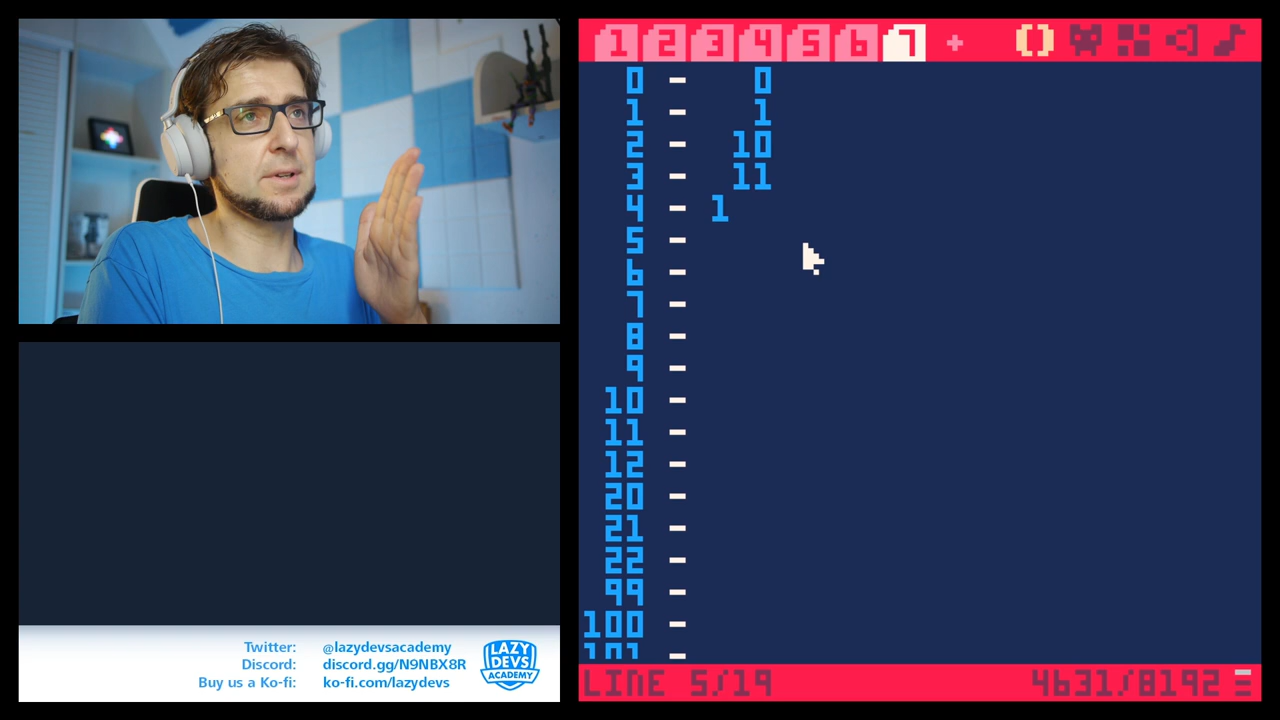 1 2 3 4 5 6 7 +
0 - 0
1 - 1
2 - 10
3 - 11
4 - 1
5 -
6 -
7 -
8 -
9 -
10 -
11 -
12 -
20 -
21 -
22 -
99 -
100 -
101 -
LINE 5/19 4631/8192
Twitter: @lazydevsacademy
Discord: discord.gg/N9NBX8R
Buy us a Ko-fi: ko-fi.com/lazydevs
LAZY
DEVS
ACADEMY